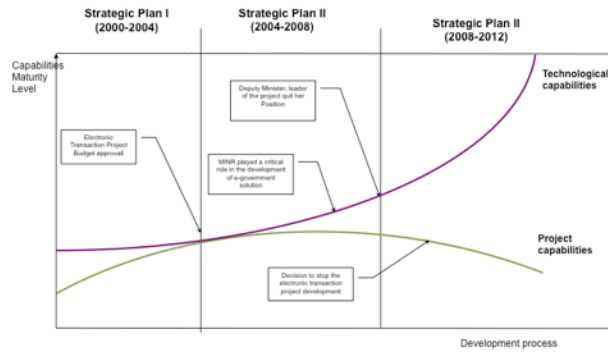 Strategic Plan I
(2000-2004)
Strategic Plan II
(2004-2008)
Strategic Plan II
(2008-2012)
Capabilities
Maturity
Level
Technological
capabilities
Deputy Minister, leader
of the project quit her
Position
Electronic
Transaction Project
Budget approvall
MINR played a critical
role in the development
of e-government
solution
Project
capabilities
Decision to stop the
electronic transaction
project development
Development process